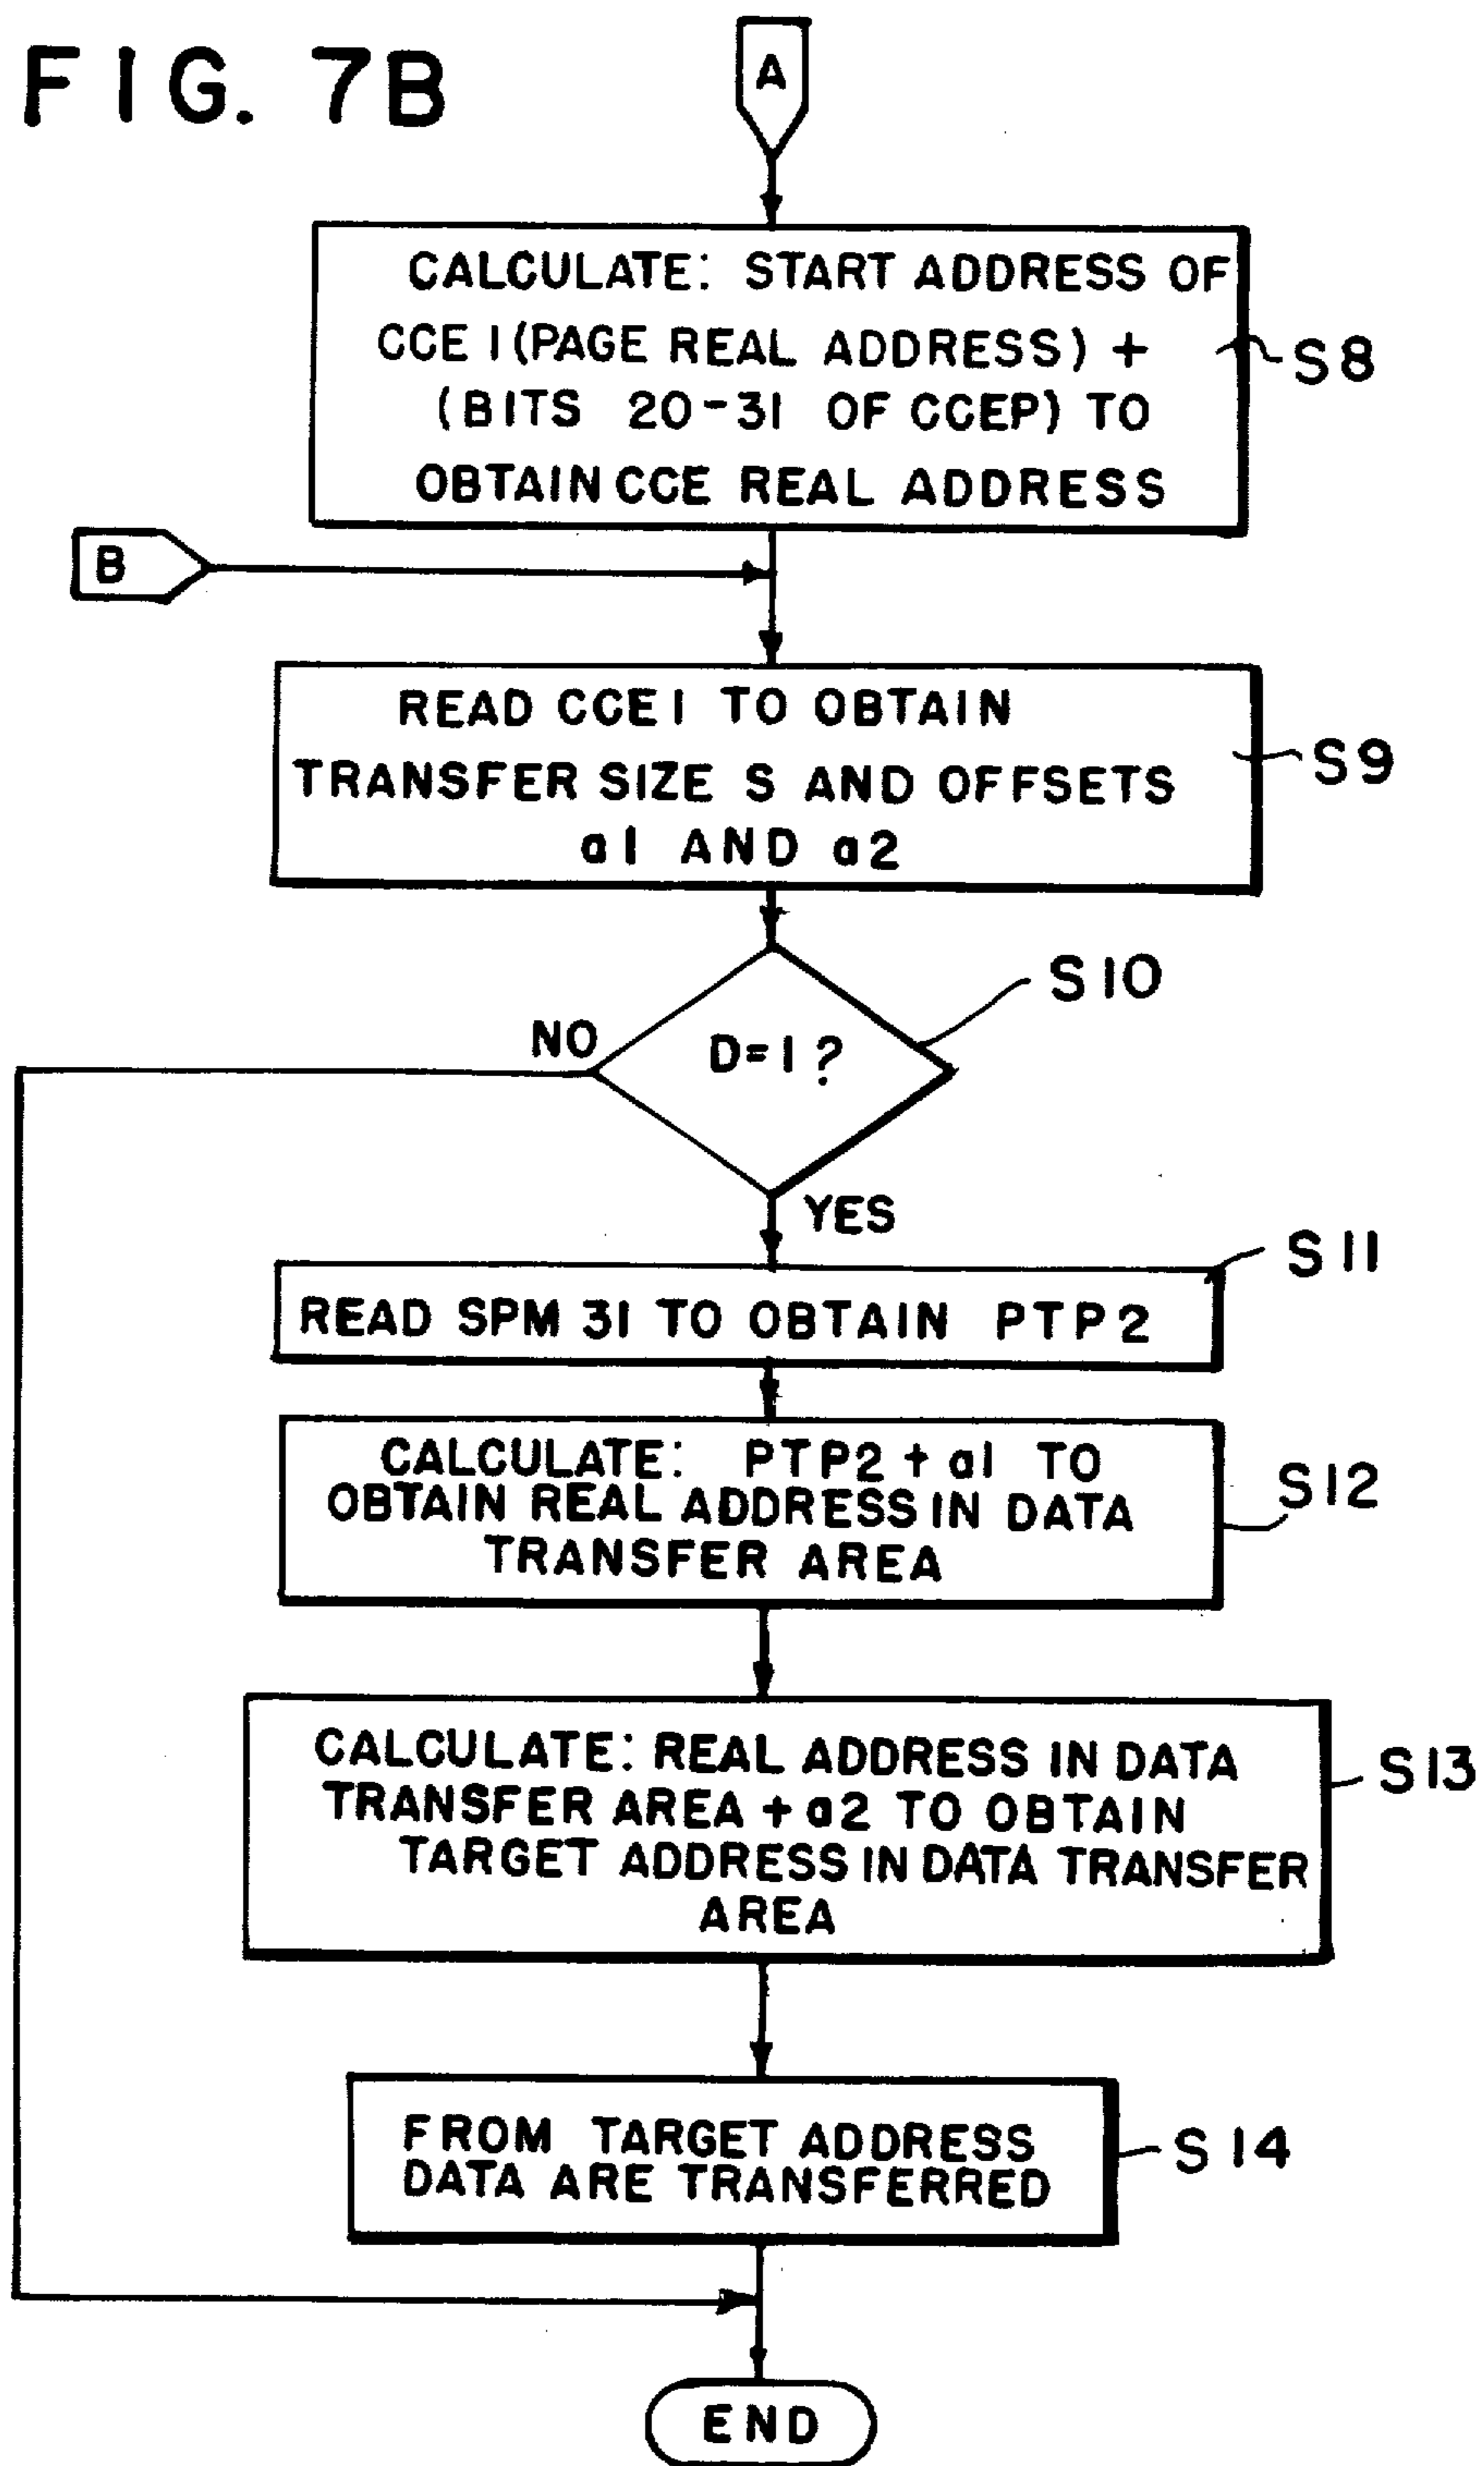 FIG. 7B
A
CALCULATE: START ADDRESS OF
CCE 1 (PAGE REAL ADDRESS) +
(BITS 20-31 OF CCEP) TO
OBTAIN CCE REAL ADDRESS
S8
B
READ CCE1 TO OBTAIN
TRANSFER SIZE S AND OFFSETS
a1 AND a2
S9
S10
NO
D=1?
YES
S11
READ SPM 31 TO OBTAIN PTP2
CALCULATE: PTP2 + a1 TO
OBTAIN REAL ADDRESS IN DATA
TRANSFER AREA
S12
CALCULATE: REAL ADDRESS IN DATA
TRANSFER AREA + a2 TO OBTAIN
TARGET ADDRESS IN DATA TRANSFER
AREA
S13
FROM TARGET ADDRESS
DATA ARE TRANSFERRED
S14
END